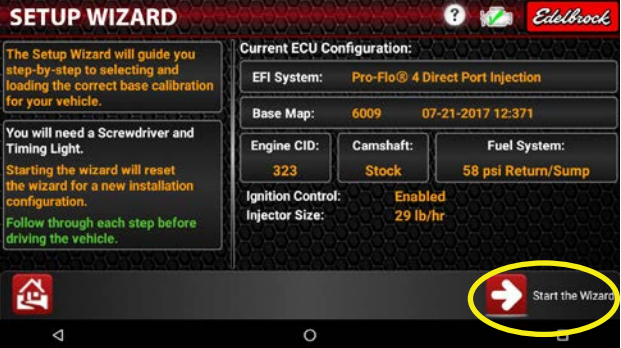 SETUP WIZARD
?
Edelbrock
The Setup Wizard will guide you
step-by-step to selecting and
loading the correct base calibration
for your vehicle.
You will need a Screwdriver and
Timing Light.
Starting the wizard will reset
the wizard for a new installation
configuration.
Follow through each step before
driving the vehicle.
Current ECU Configuration:
EFI System: Pro-Flo® 4 Direct Port Injection
Base Map: 6009 07-21-2017 12:371
Engine CID: Camshaft: Fuel System:
323 Stock 58 psi Return/Sump
Ignition Control: Enabled
Injector Size: 29 lb/hr
Start the Wizard